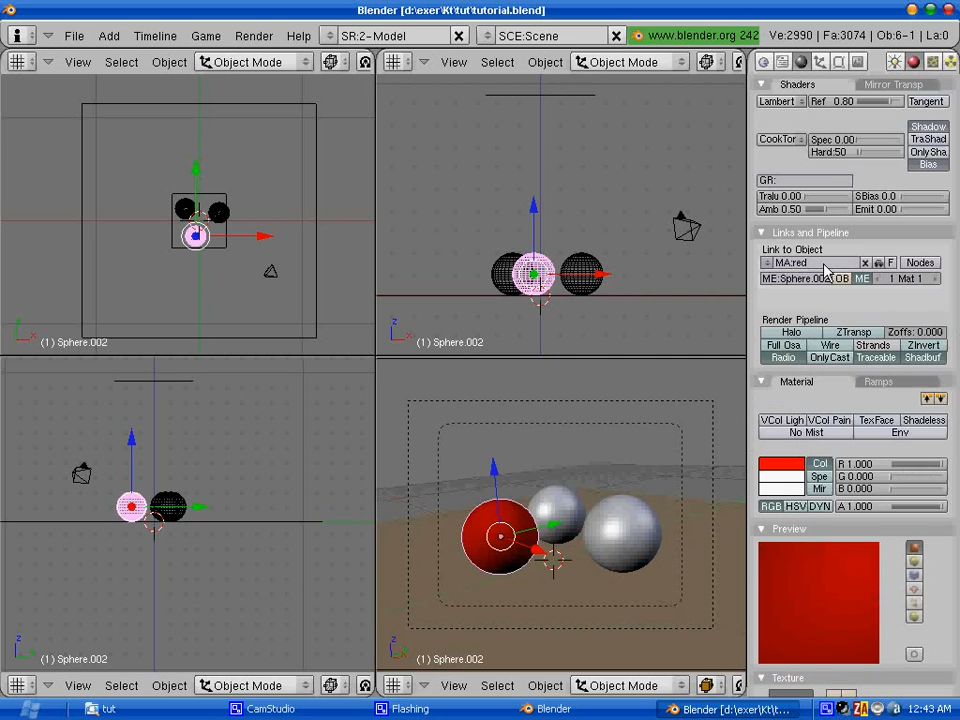 Blender [d:\exer\Kt\tut\tutorial.blend]
File Add Timeline Game Render Help SR:2-Model SCE:Scene www.blender.org 242 Ve:2990 | Fa:3074 | Ob:6-1 | La:0
View Select Object Object Mode
View Select Object Object Mode
Shaders Mirror Transp
Lambert Ref 0.80 Tangent
Shadow
CookTor Spec 0.00 TraShad
Hard:50 OnlySha
Bias
GR:
Tralu 0.00 SBias 0.0
Amb 0.50 Emit 0.00
Links and Pipeline
Link to Object
MA:red F Nodes
ME:Sphere.002 OB ME 1 Mat 1
Render Pipeline
Halo ZTransp Zoffs: 0.000
Full Osa Wire Strands ZInvert
Radio OnlyCast Traceable Shadbuf
Material Ramps
VCol Ligh VCol Pain TexFace Shadeless
No Mist Env
Col R 1.000
Spe G 0.000
Mir B 0.000
RGB HSV DYN A 1.000
Preview
Texture
y
x
(1) Sphere.002
z
x
(1) Sphere.002
z
y
(1) Sphere.002
z
(1) Sphere.002
View Select Object Object Mode
View Select Object Object Mode
tut CamStudio Flashing Blender Blender [d:\exer\Kt\t... ZA 12:43 AM